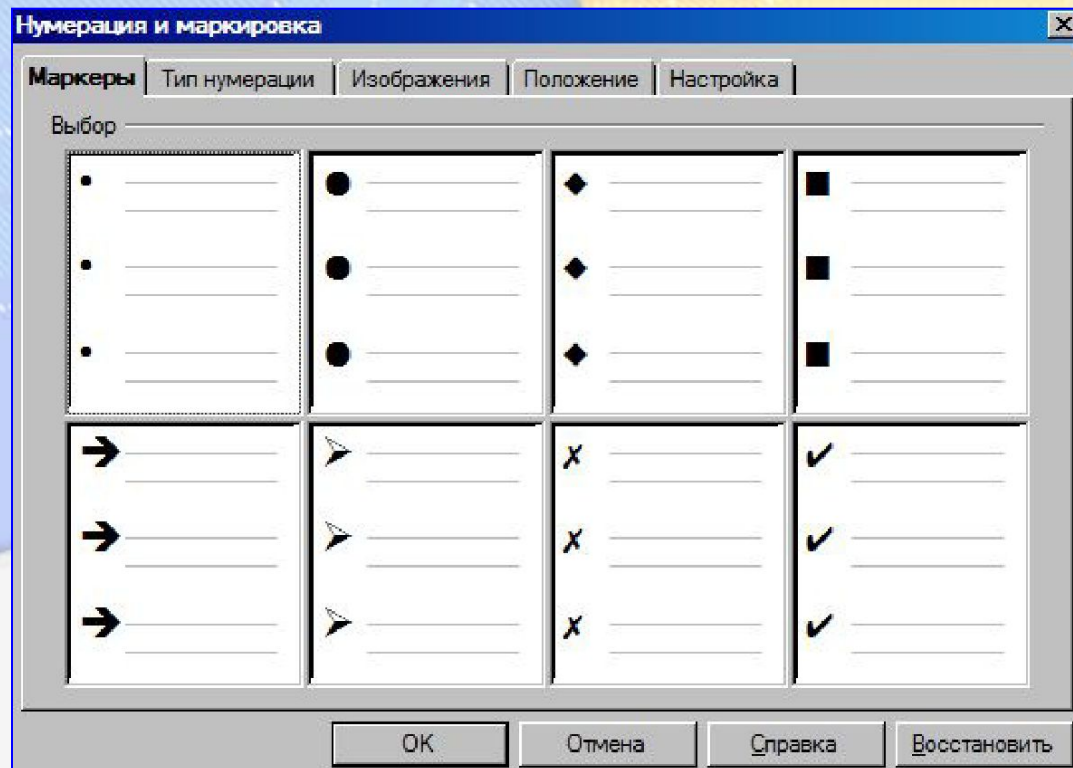 Нумерация и маркировка
Маркеры Тип нумерации Изображения Положение Настройка
Выбор
OK Отмена Справка Восстановить